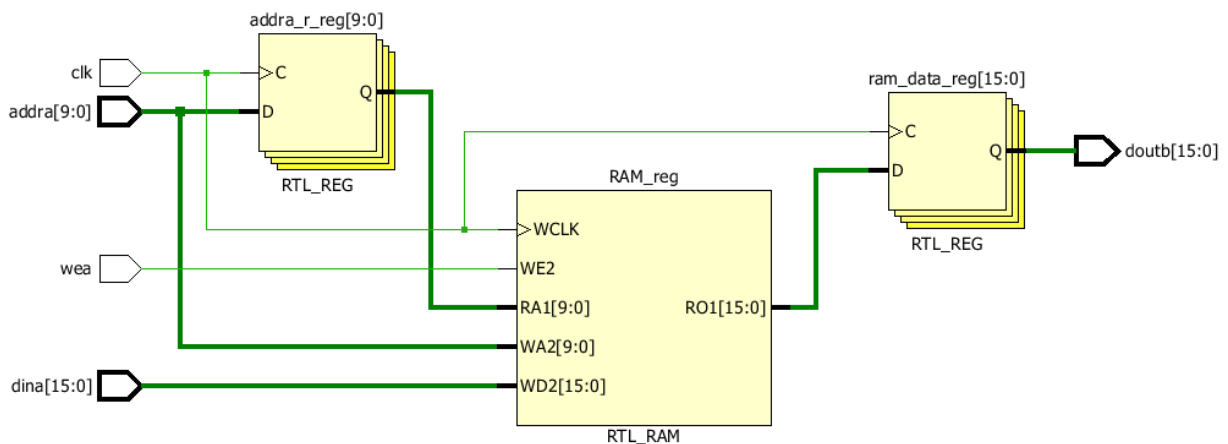 addra_r_reg[9:0]
clk
C
Q
addra[9:0]
D
RTL_REG
ram_data_reg[15:0]
C
Q
doutb[15:0]
D
RTL_REG
RAM_reg
WCLK
wea
WE2
RA1[9:0]
RO1[15:0]
WA2[9:0]
dina[15:0]
WD2[15:0]
RTL_RAM